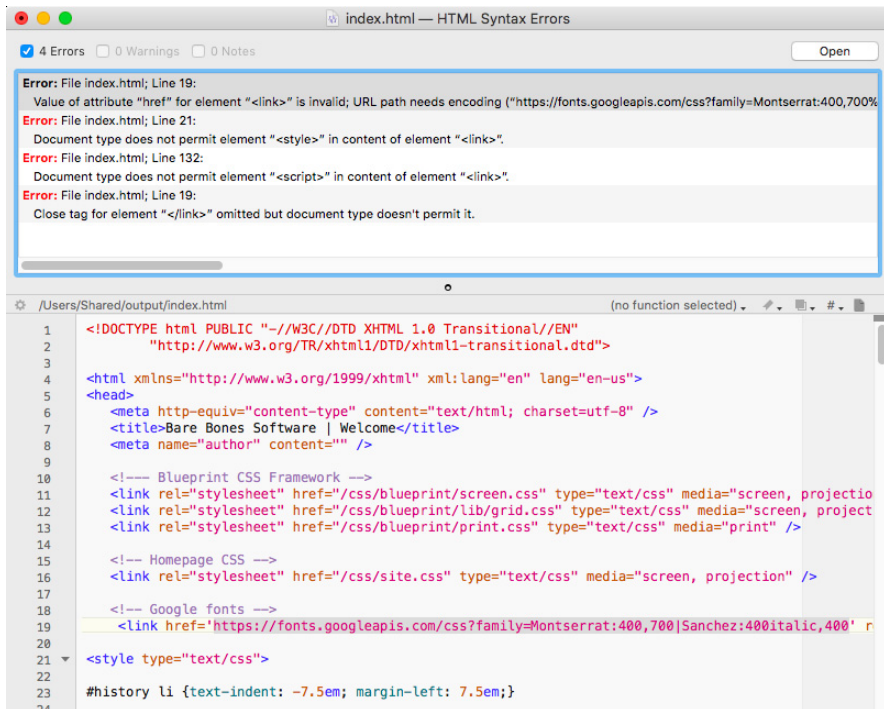 index.html — HTML Syntax Errors
4 Errors 0 Warnings 0 Notes Open
Error: File index.html; Line 19:
Value of attribute “href” for element “<link>” is invalid; URL path needs encoding (“https://fonts.googleapis.com/css?family=Montserrat:400,700%
Error: File index.html; Line 21:
Document type does not permit element “<style>” in content of element “<link>”.
Error: File index.html; Line 132:
Document type does not permit element “<script>” in content of element “<link>”.
Error: File index.html; Line 19:
Close tag for element “</link>” omitted but document type doesn't permit it.
/Users/Shared/output/index.html (no function selected) #
1 <!DOCTYPE html PUBLIC "-//W3C//DTD XHTML 1.0 Transitional//EN"
2 "http://www.w3.org/TR/xhtml1/DTD/xhtml1-transitional.dtd">
3
4 <html xmlns="http://www.w3.org/1999/xhtml" xml:lang="en" lang="en-us">
5 <head>
6 <meta http-equiv="content-type" content="text/html; charset=utf-8" />
7 <title>Bare Bones Software | Welcome</title>
8 <meta name="author" content="" />
9
10 <!--- Blueprint CSS Framework -->
11 <link rel="stylesheet" href="/css/blueprint/screen.css" type="text/css" media="screen, projectio
12 <link rel="stylesheet" href="/css/blueprint/lib/grid.css" type="text/css" media="screen, project
13 <link rel="stylesheet" href="/css/blueprint/print.css" type="text/css" media="print" />
14
15 <!-- Homepage CSS -->
16 <link rel="stylesheet" href="/css/site.css" type="text/css" media="screen, projection" />
17
18 <!-- Google fonts -->
19 <link href='https://fonts.googleapis.com/css?family=Montserrat:400,700|Sanchez:400italic,400' r
20
21 <style type="text/css">
22
23 #history li {text-indent: -7.5em; margin-left: 7.5em;}
24